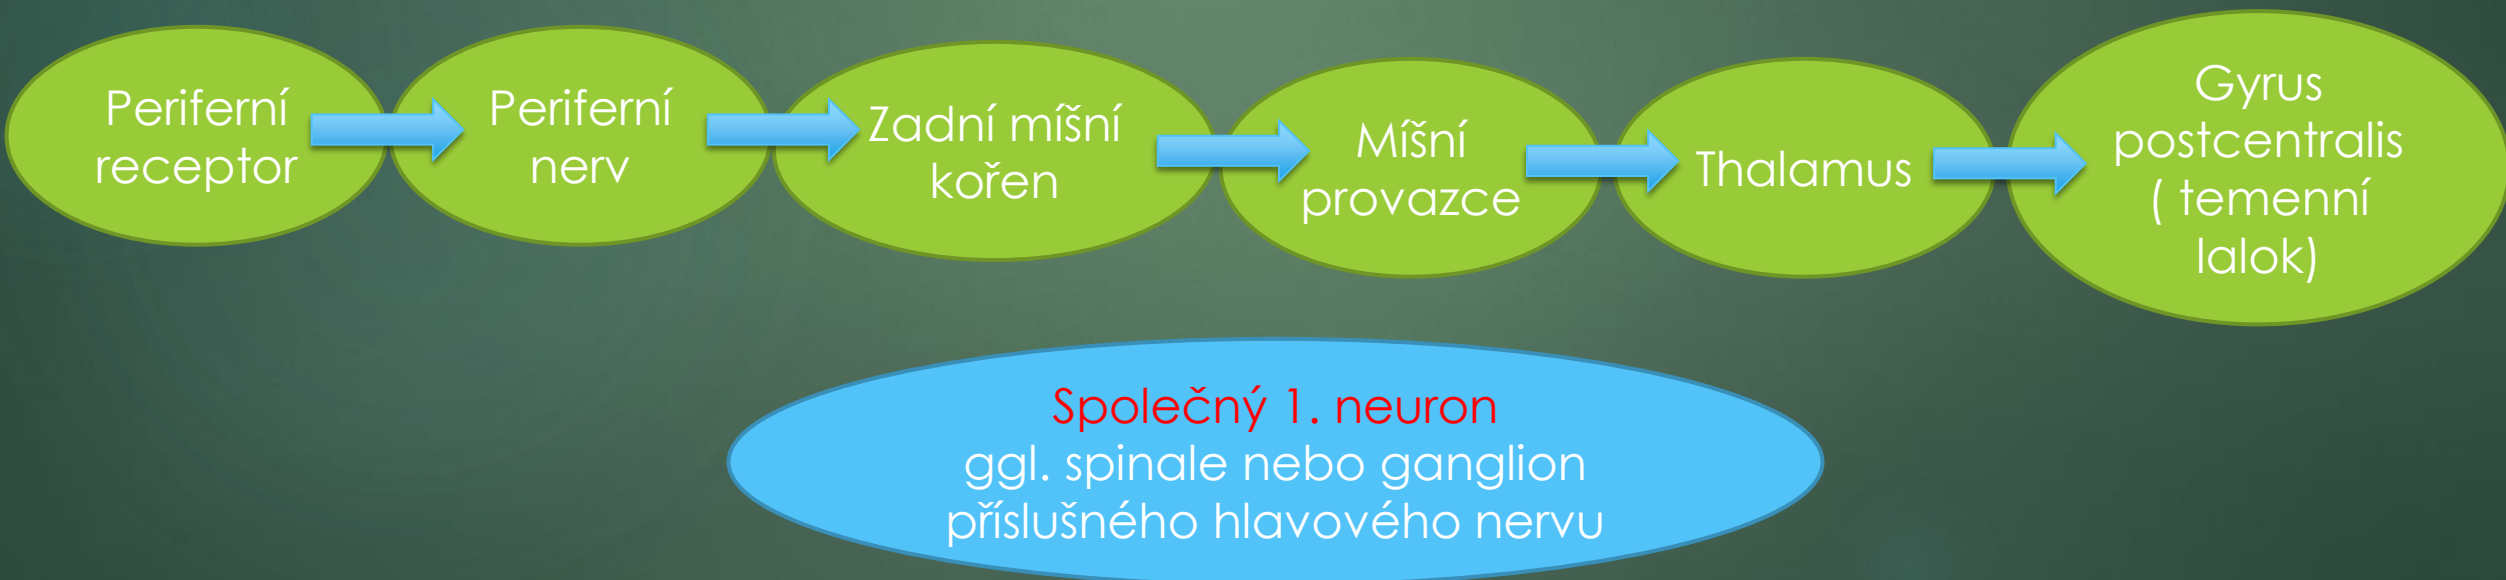 Periferní
receptor
Periferní
nerv
Zadní míšní
kořen
Míšní
provazce
Thalamus
Gyrus
postcentralis
( temenní
lalok)
Společný 1. neuron
ggl. spinale nebo ganglion
příslušného hlavového nervu